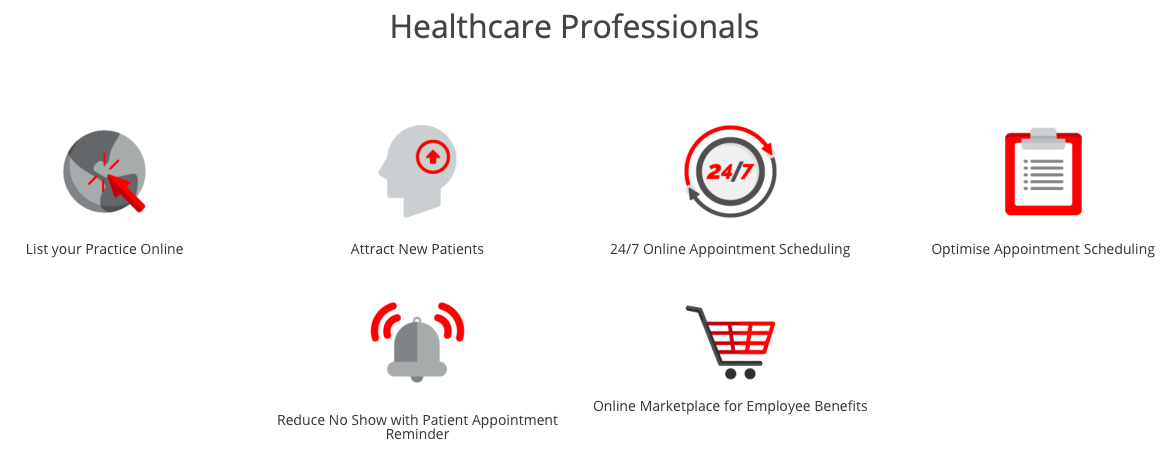 Healthcare Professionals
24/7
List your Practice Online
Attract New Patients
24/7 Online Appointment Scheduling
Optimise Appointment Scheduling
Reduce No Show with Patient Appointment
Reminder
Online Marketplace for Employee Benefits